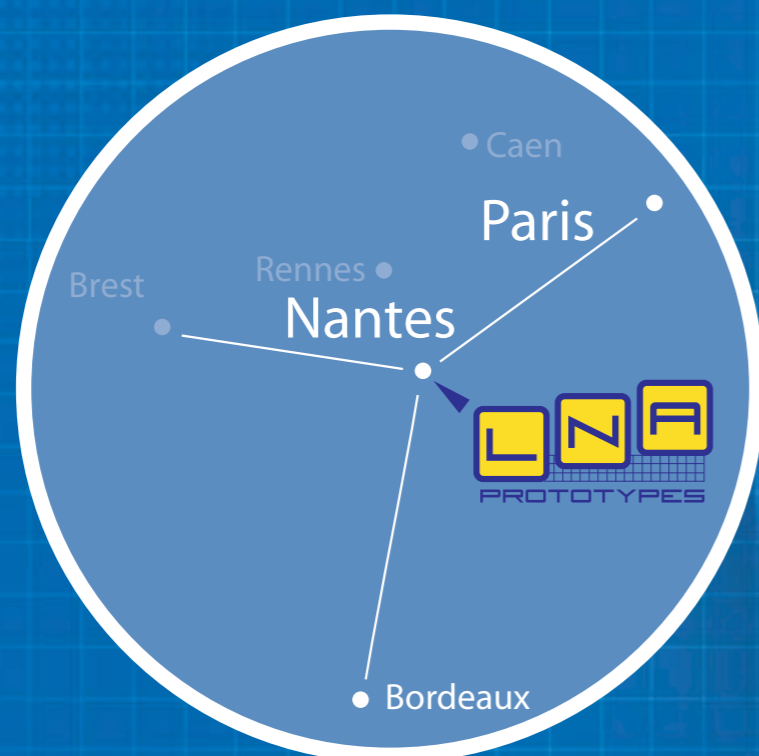 Caen
Paris
Rennes
Brest
Nantes
LNA
PROTOTYPES
Bordeaux